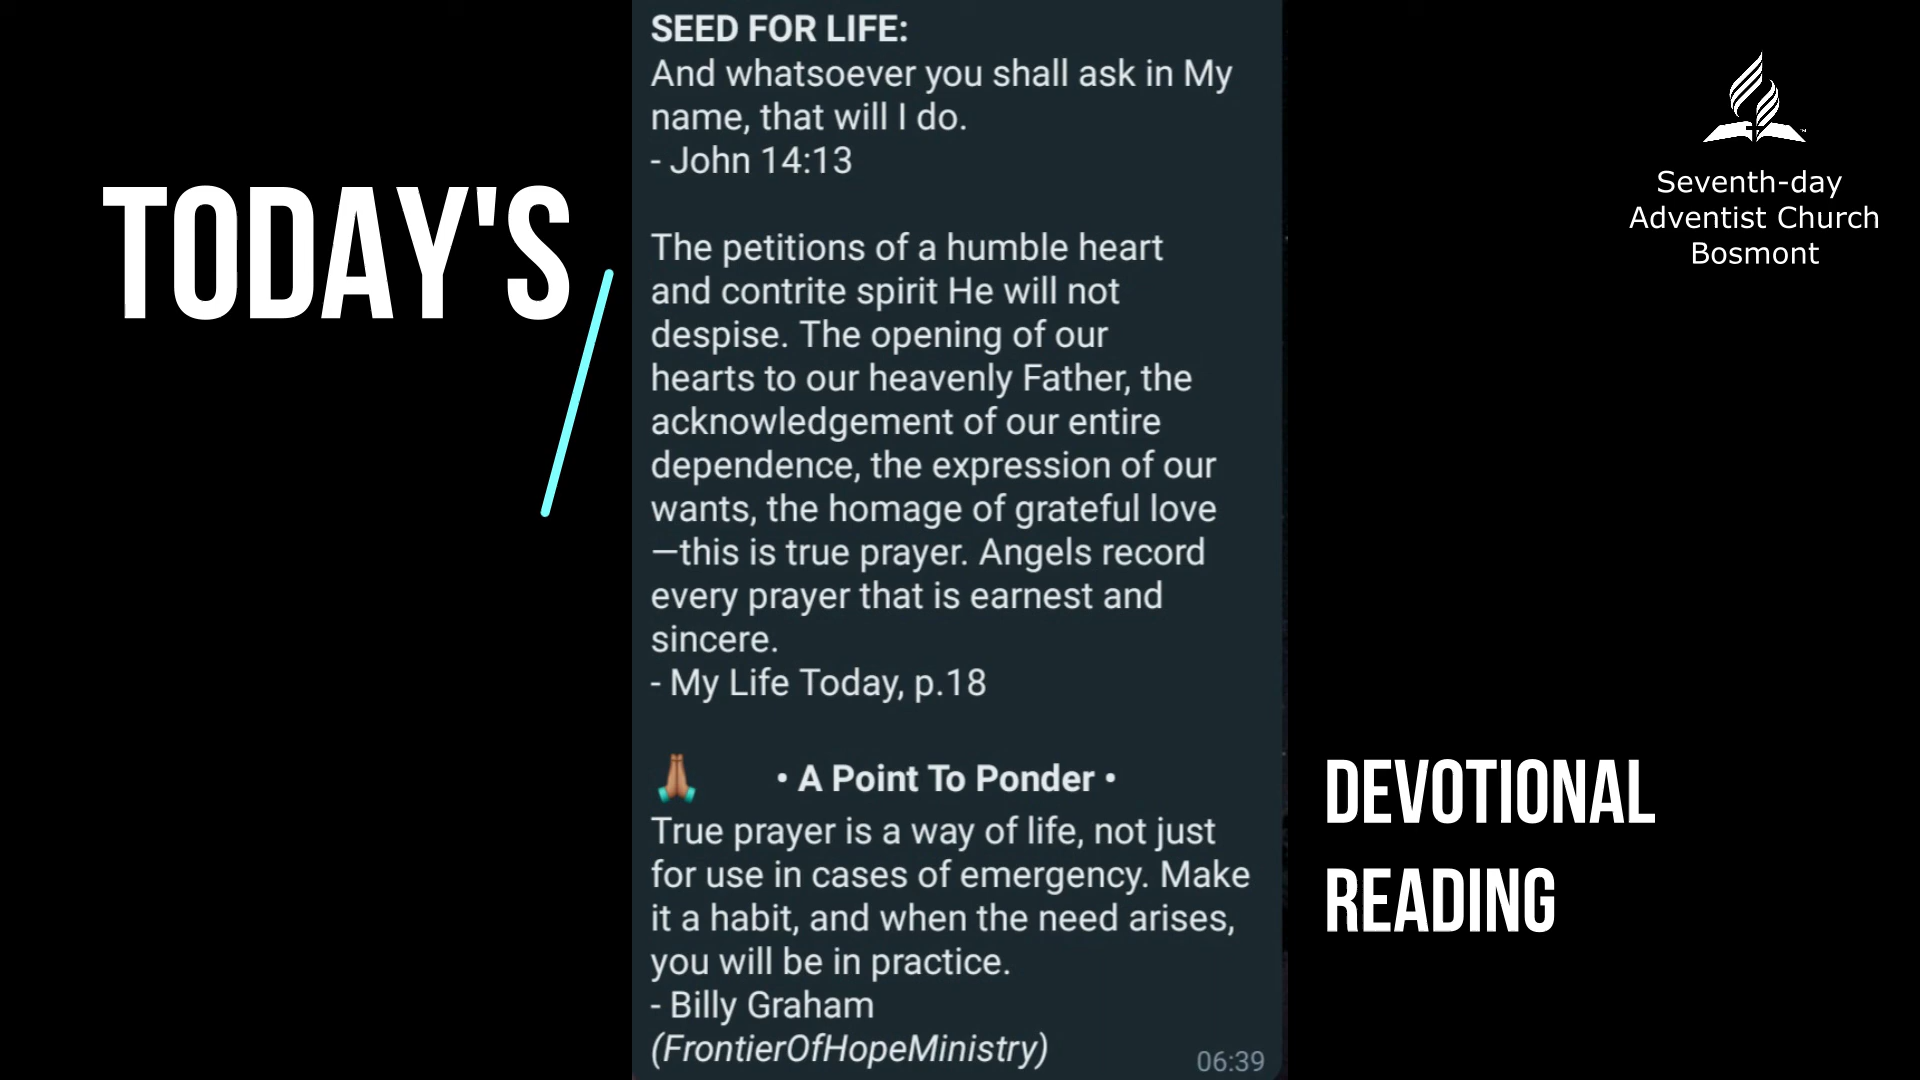 TODAY'S
SEED FOR LIFE:
And whatsoever you shall ask in My
name, that will I do.
- John 14:13
The petitions of a humble heart
and contrite spirit He will not
despise. The opening of our
hearts to our heavenly Father, the
acknowledgement of our entire
dependence, the expression of our
wants, the homage of grateful love
—this is true prayer. Angels record
every prayer that is earnest and
sincere.
- My Life Today, p.18
🙏🏽 • A Point To Ponder •
True prayer is a way of life, not just
for use in cases of emergency. Make
it a habit, and when the need arises,
you will be in practice.
- Billy Graham
(FrontierOfHopeMinistry)
06:39
Seventh-day
Adventist Church
Bosmont
DEVOTIONAL
READING